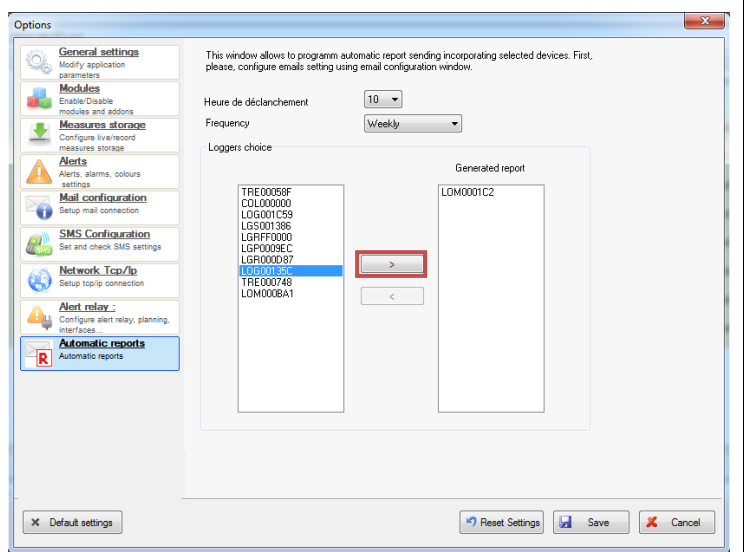 Options
General settings
Modify application
parameters
Modules
Enable/Disable
modules and addons
Measures storage
Configure live/record
measures storage
Alerts
Alerts, alarms, colours
settings
Mail configuration
Setup mail connection
SMS Configuration
Set and check SMS settings
Network Tcp/Ip
Setup tcp/ip connection
Alert relay :
Configure alert relay, planning,
interfaces...
Automatic reports
Automatic reports
This window allows to programm automatic report sending incorporating selected devices. First,
please, configure emails setting using email configuration window.
Heure de déclanchement
10
Frequency
Weekly
Loggers choice
Generated report
TRE00058F
COL000000
LOG001C59
LGS001386
LGRFF0000
LGP0009EC
LGR000D87
LOG00135C
TRE000748
LOM000BA1
>
<
LOM0001C2
Default settings
Reset Settings
Save
Cancel